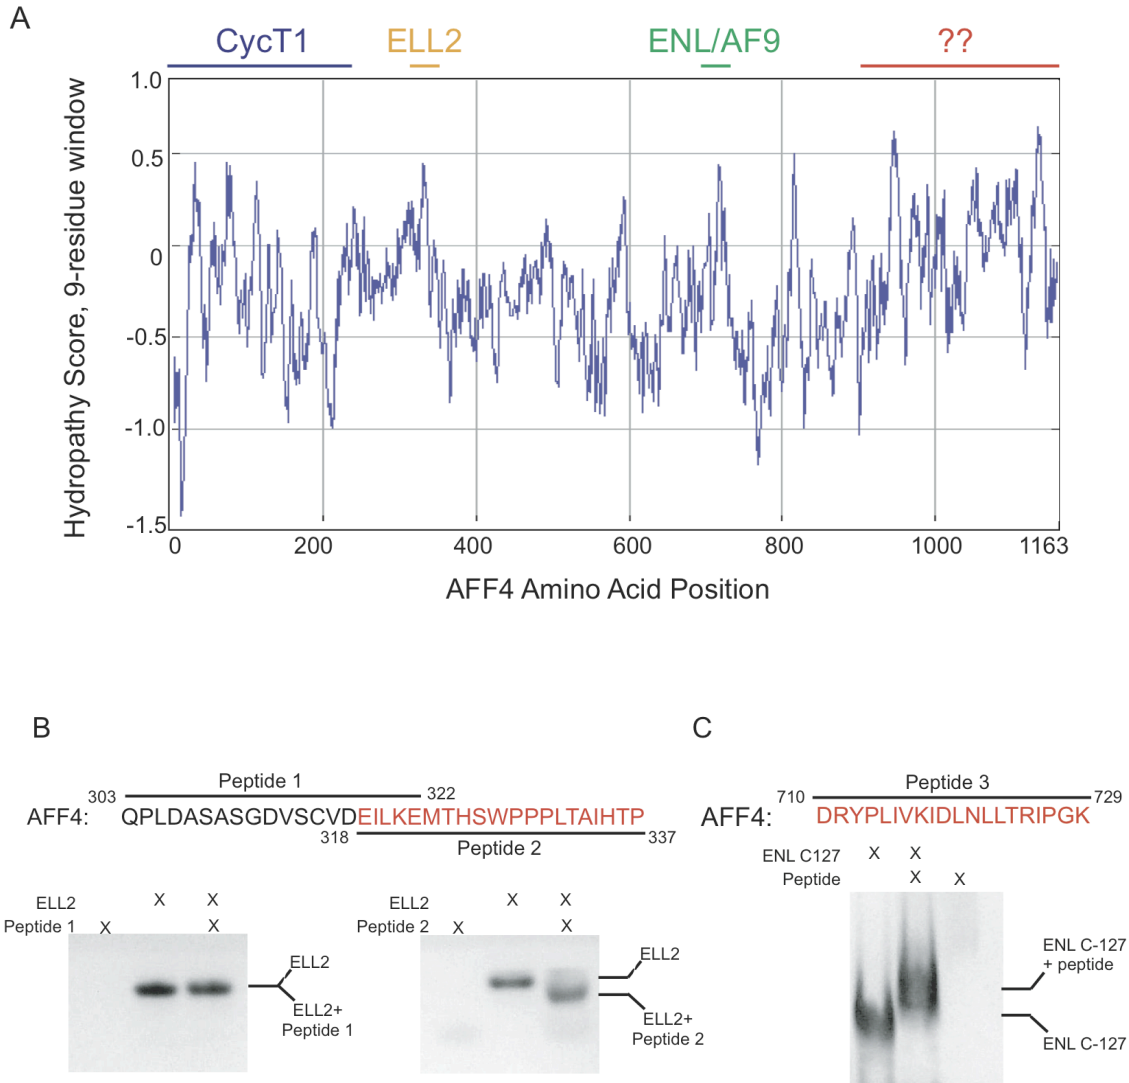 A
CycT1 ELL2 ENL/AF9 ??
Hydropathy Score, 9-residue window
1.0
0.5
0
-0.5
-1.0
-1.5
0 200 400 600 800 1000 1163
AFF4 Amino Acid Position
B
Peptide 1
303 322
AFF4: QPLDASASGDVSCVDEILKEMTHSWPPPLTAIHTP
318 337
Peptide 2
ELL2 X X
Peptide 1 X X
ELL2
ELL2+
Peptide 1
ELL2 X X
Peptide 2 X X
ELL2
ELL2+
Peptide 2
C
Peptide 3
710 729
AFF4: DRYPLIVKIDLNLLTRIPGK
ENL C127 X X
Peptide X X
ENL C-127
+ peptide
ENL C-127